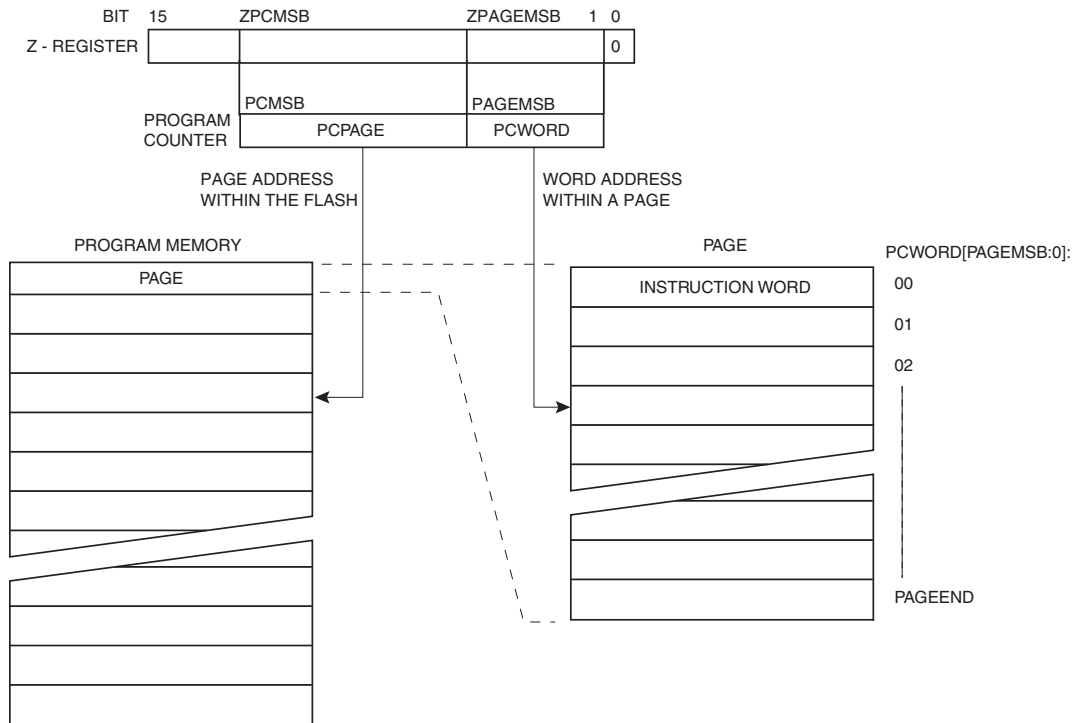 BIT 15 ZPCMSB ZPAGEMSB 1 0
Z - REGISTER 0
PCMSB PAGEMSB
PROGRAM
COUNTER
PCPAGE PCWORD
PAGE ADDRESS
WITHIN THE FLASH
WORD ADDRESS
WITHIN A PAGE
PROGRAM MEMORY
PAGE
PAGE
INSTRUCTION WORD
PCWORD[PAGEMSB:0]:
00
01
02
PAGEEND